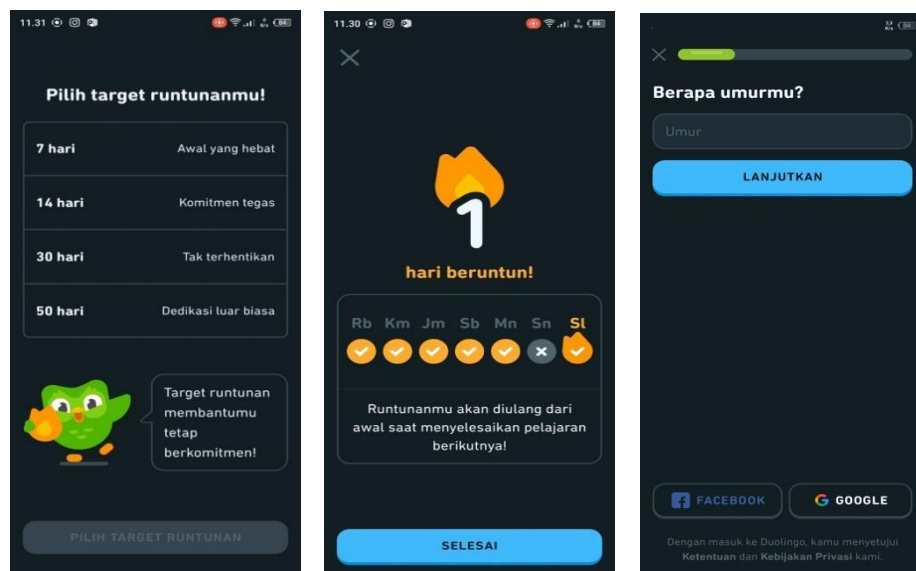 11.31
84
Pilih target runtunanmu!
7 hari Awal yang hebat
14 hari Komitmen tegas
30 hari Tak terhentikan
50 hari Dedikasi luar biasa
Target runtunan
membantumu
tetap
berkomitmen!
PILIH TARGET RUNTUNAN
11.30
84
1
hari beruntun!
Rb Km Jm Sb Mn Sn Sl
Runtunanmu akan diulang dari
awal saat menyelesaikan pelajaran
berikutnya!
SELESAI
Berapa umurmu?
Umur
LANJUTKAN
FACEBOOK
GOOGLE
Dengan masuk ke Duolingo, kamu menyetujui
Ketentuan dan Kebijakan Privasi kami.